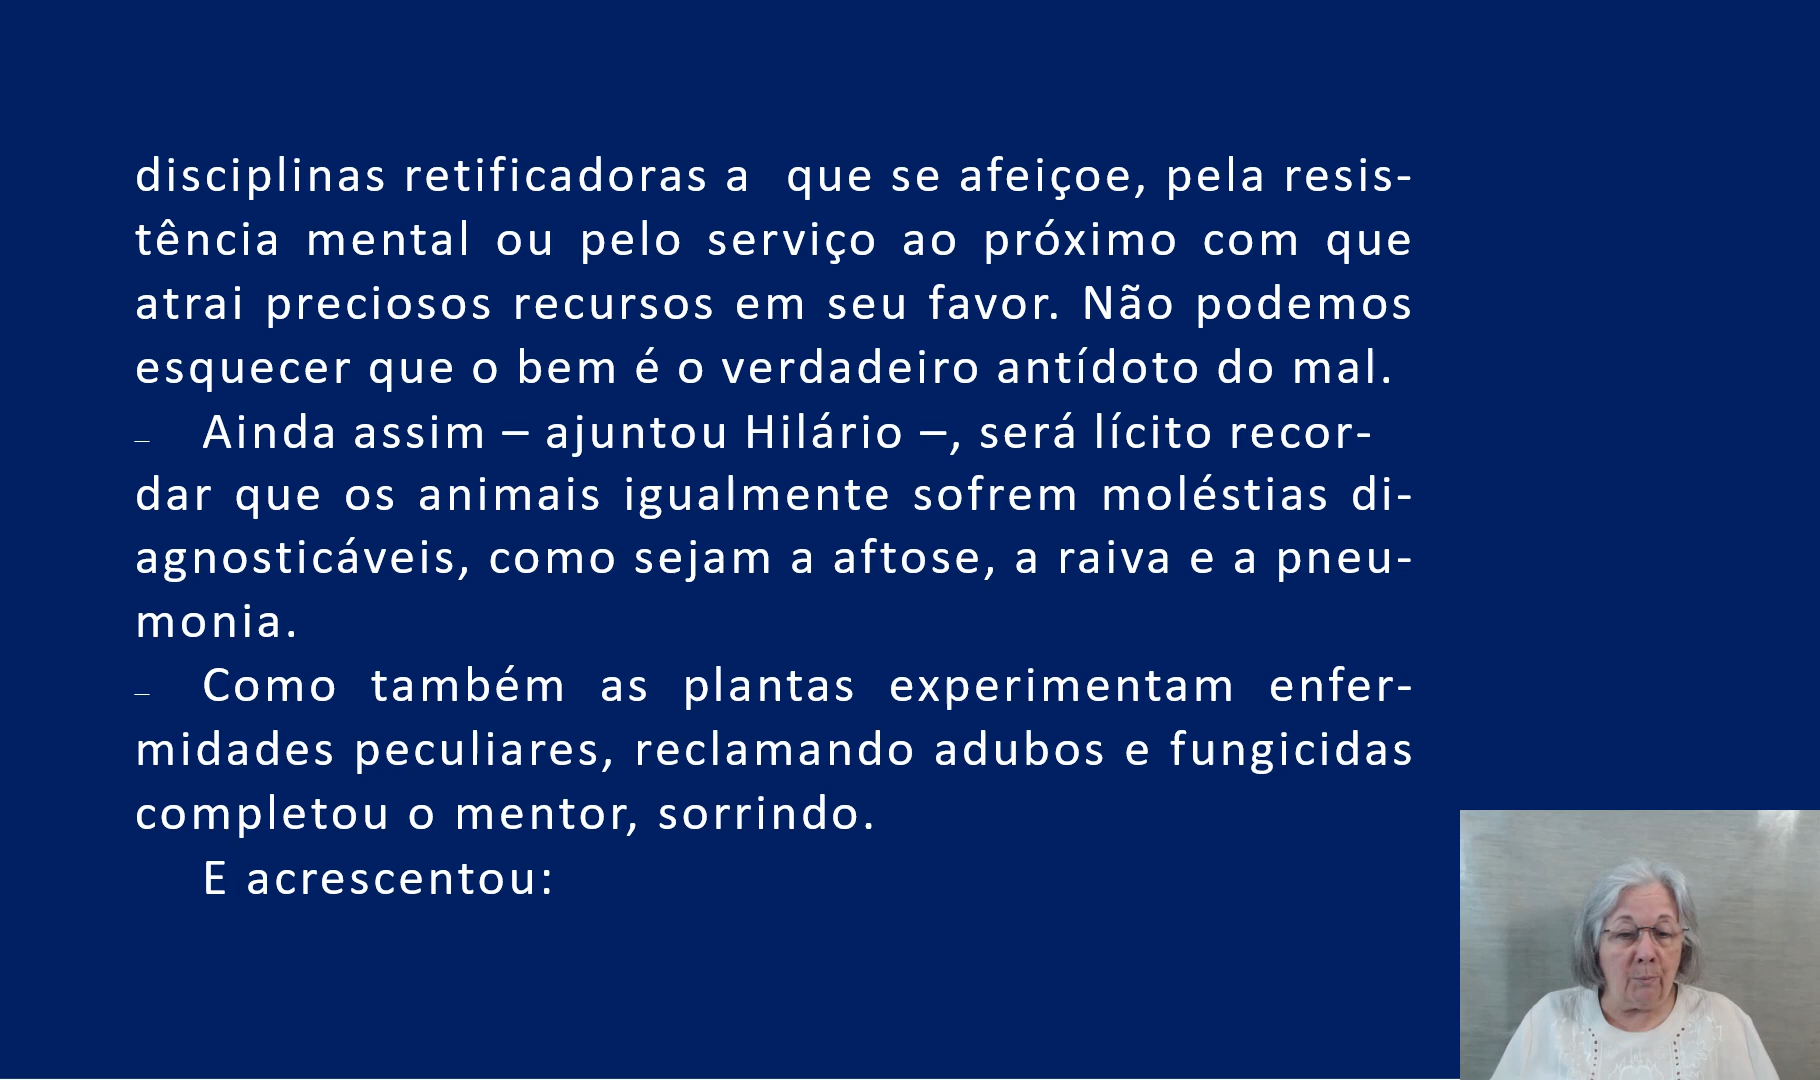 disciplinas retificadoras a  que se afeiçoe, pela resis-
tência mental ou pelo serviço ao próximo com que
atrai preciosos recursos em seu favor. Não podemos
esquecer que o bem é o verdadeiro antídoto do mal.
– Ainda assim – ajuntou Hilário –, será lícito recor-
dar que os animais igualmente sofrem moléstias di-
agnosticáveis, como sejam a aftose, a raiva e a pneu-
monia.
– Como também as plantas experimentam enfer-
midades peculiares, reclamando adubos e fungicidas
completou o mentor, sorrindo.
E acrescentou: